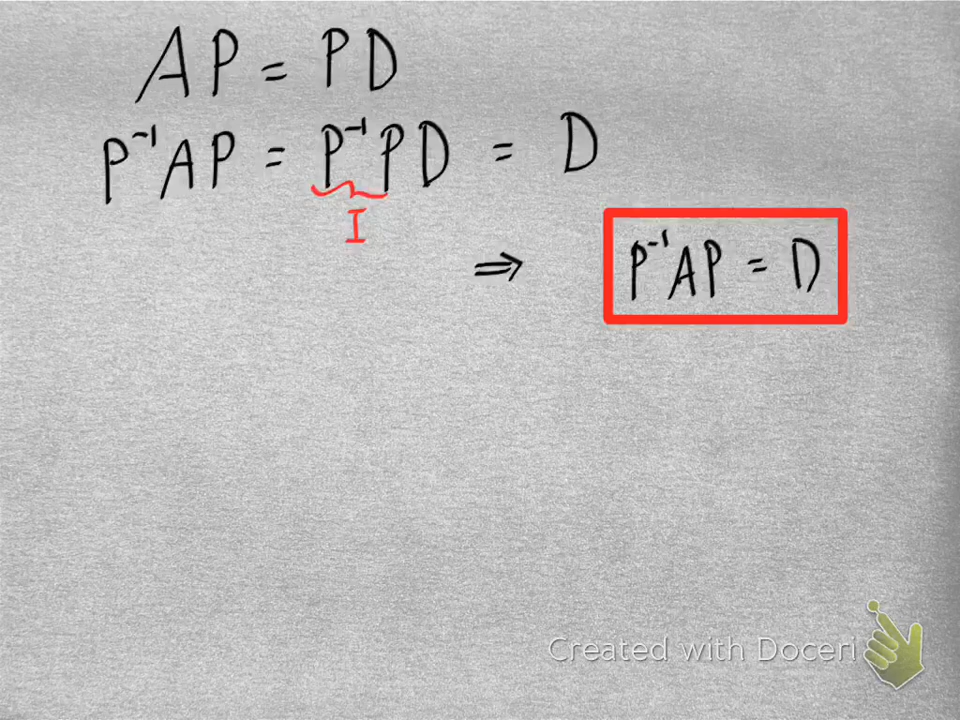 AP = PD
P⁻¹AP = P⁻¹PD = D
I
⇒ P⁻¹AP = D
Created with Doceri